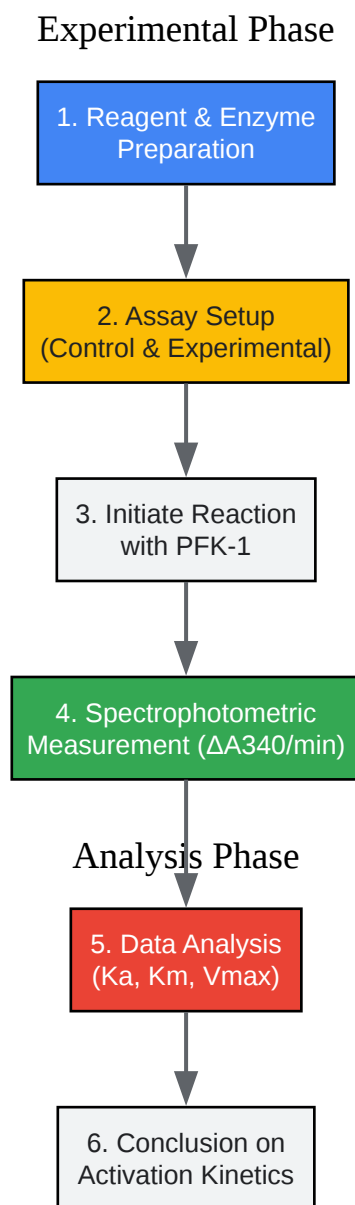 Experimental Phase
1. Reagent & Enzyme
Preparation
2. Assay Setup
(Control & Experimental)
3. Initiate Reaction
with PFK-1
4. Spectrophotometric
Measurement (ΔA340/min)
Analysis Phase
5. Data Analysis
(Ka, Km, Vmax)
6. Conclusion on
Activation Kinetics